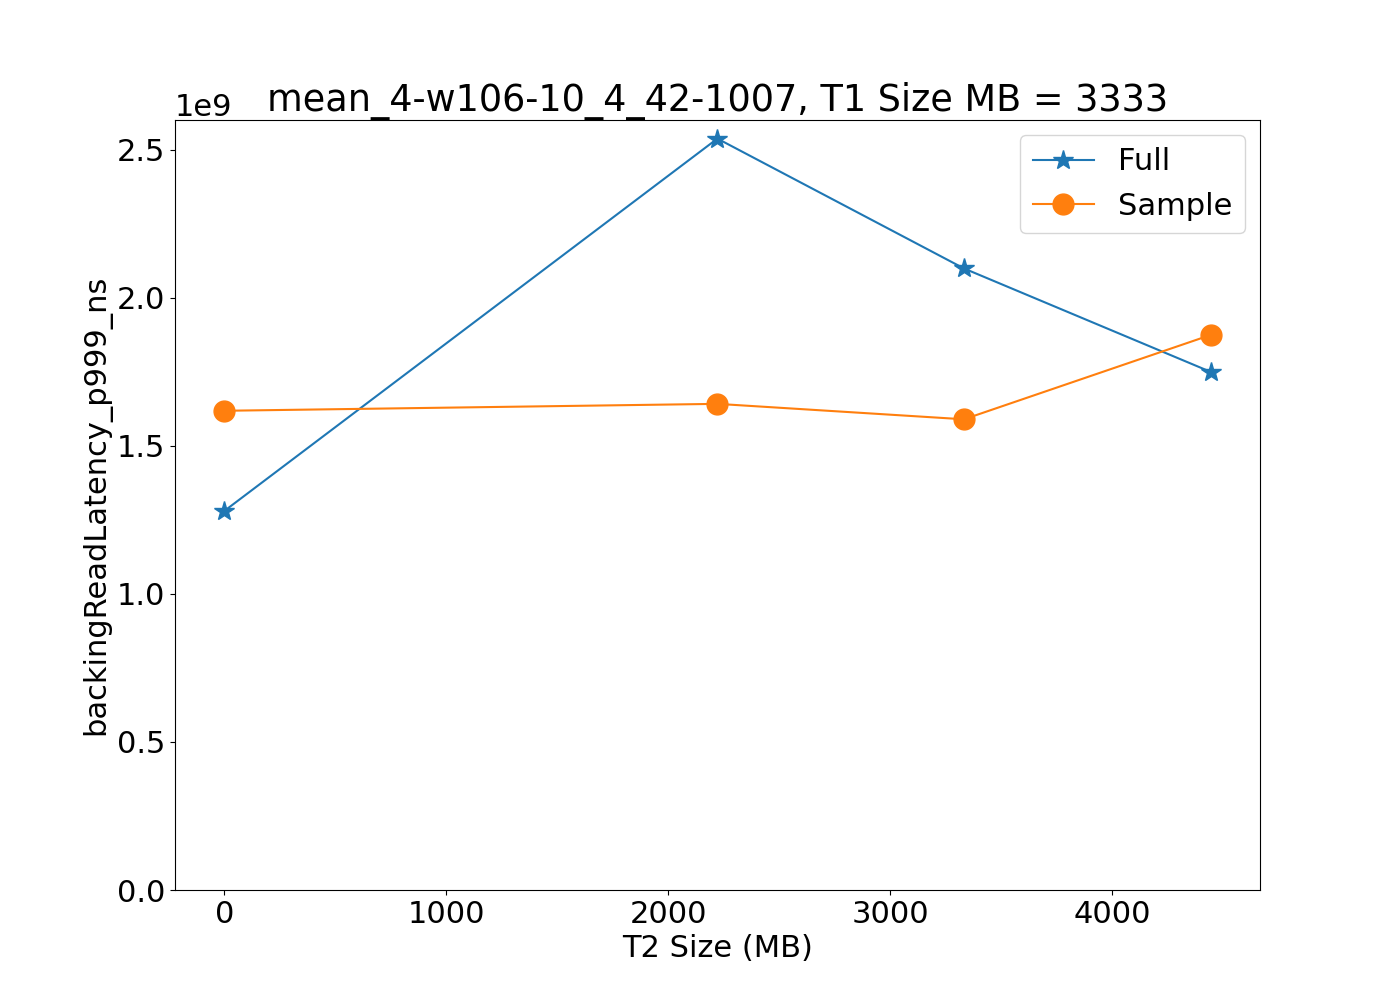 1e9
mean_4-w106-10_4_42-1007, T1 Size MB = 3333
Full
Sample
2.5
2.0
1.5
1.0
0.5
0.0
backingReadLatency_p999_ns
0 1000 2000 3000 4000
T2 Size (MB)